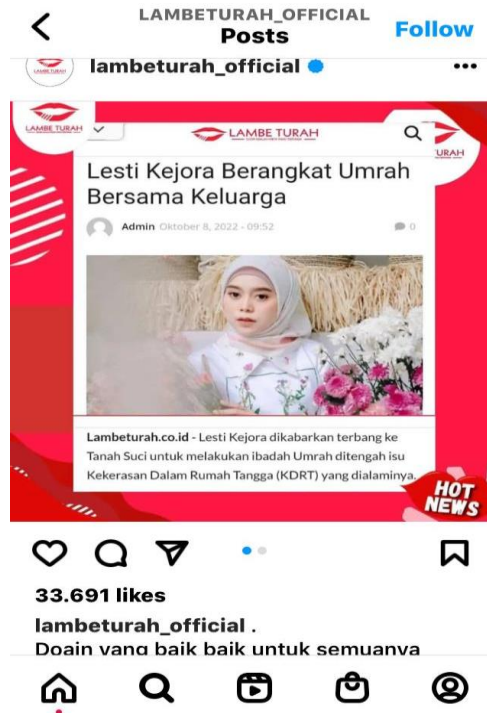 LAMBETURAH_OFFICIAL
Posts
Follow
lambeturah_official
LAMBE TURAH
LAMBE TURAH
URAH
Lesti Kejora Berangkat Umrah
Bersama Keluarga
Admin Oktober 8, 2022 - 09:52
0
Lambeturah.co.id - Lesti Kejora dikabarkan terbang ke
Tanah Suci untuk melakukan ibadah Umrah ditengah isu
Kekerasan Dalam Rumah Tangga (KDRT) yang dialaminya.
HOT
NEWS
33.691 likes
lambeturah_official .
Doain yang baik baik untuk semuanya